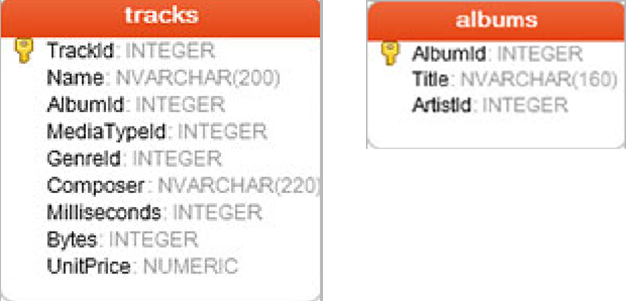 tracks
TrackId: INTEGER
Name: NVARCHAR(200)
AlbumId: INTEGER
MediaTypeId: INTEGER
GenreId: INTEGER
Composer: NVARCHAR(220)
Milliseconds: INTEGER
Bytes: INTEGER
UnitPrice: NUMERIC
albums
AlbumId: INTEGER
Title: NVARCHAR(160)
ArtistId: INTEGER